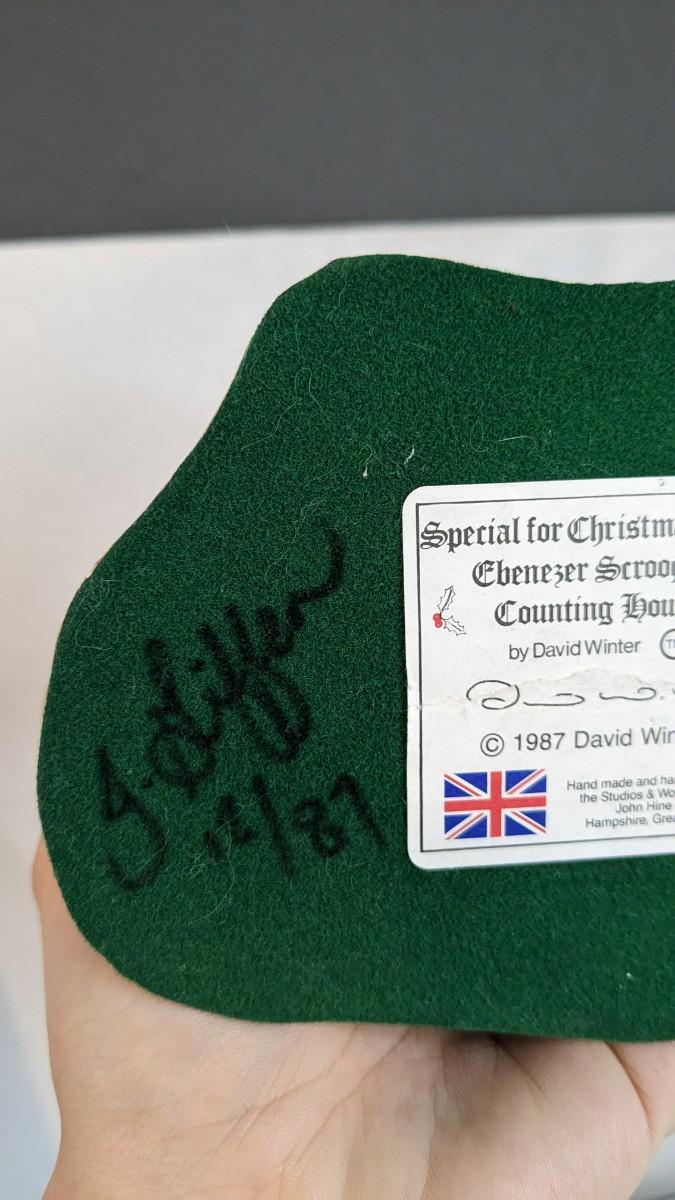 Special for Christm
Ebenezer Scroog
Counting Hou
by David Winter
© 1987 David Win
Hand made and ha
the Studios & Wo
John Hine
Hampshire, Grea
12/87